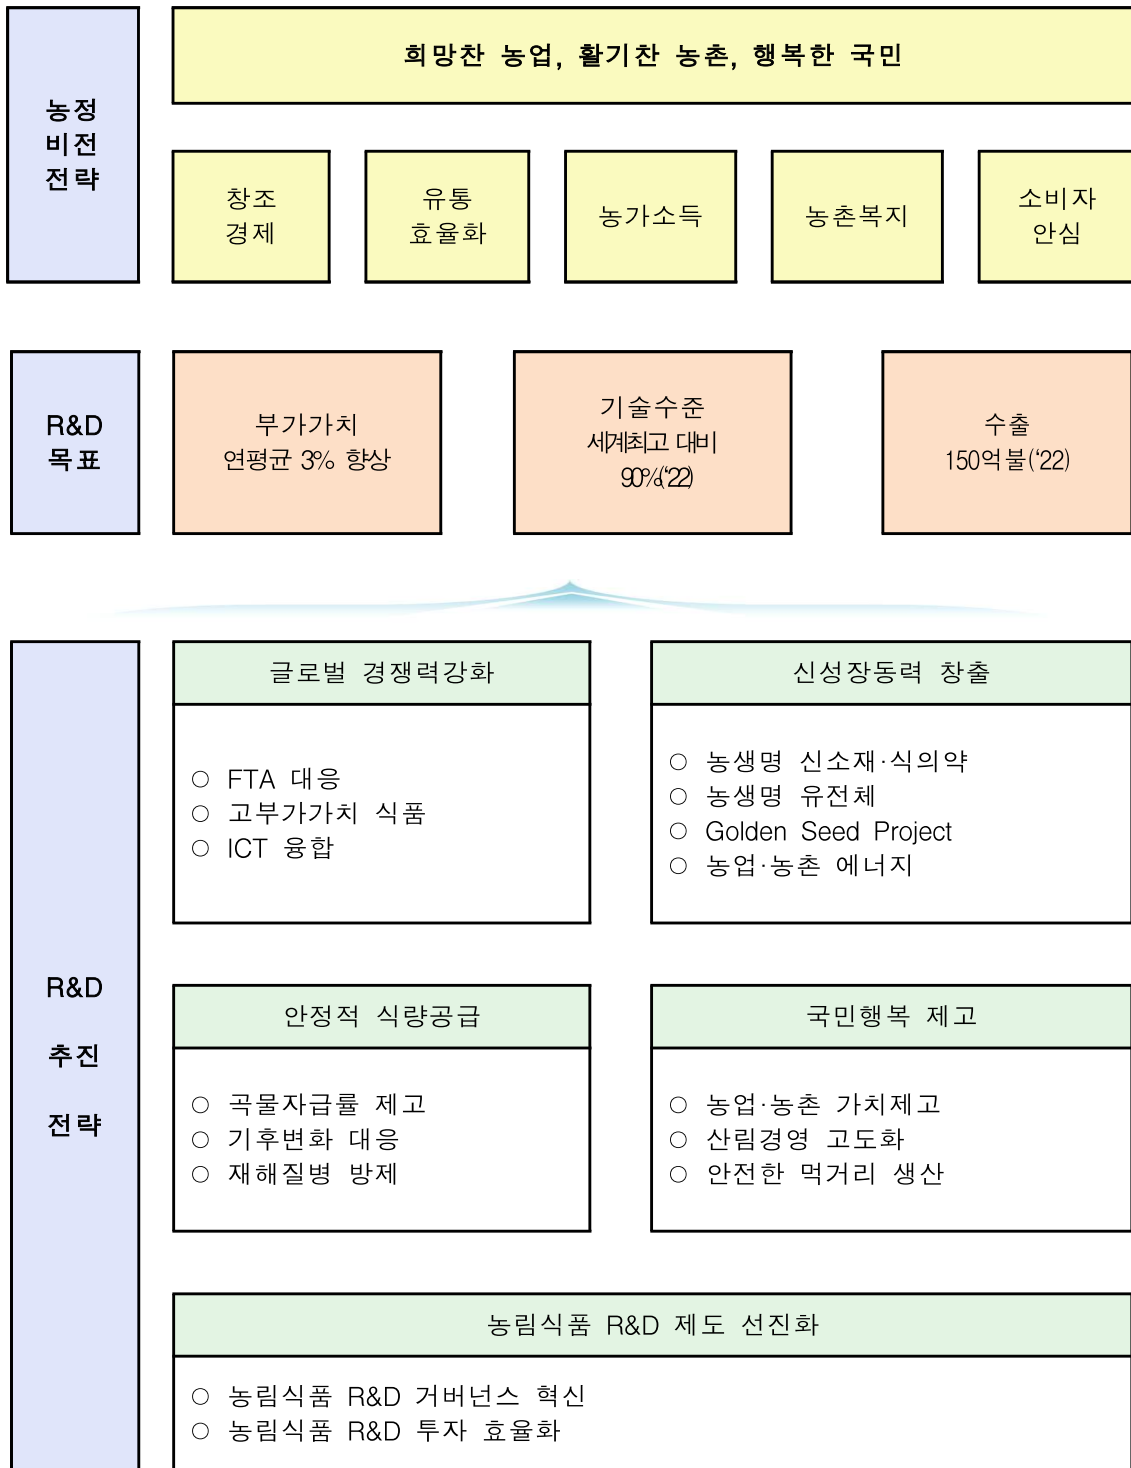 농정
비전
전략
희망찬 농업, 활기찬 농촌, 행복한 국민
창조
경제
유통
효율화
농가소득
농촌복지
소비자
안심
R&D
목표
부가가치
연평균 3% 향상
기술수준
세계최고 대비
90%(‘22)
수출
150억불(‘22)
R&D
추진
전략
글로벌 경쟁력강화
○ FTA 대응
○ 고부가가치 식품
○ ICT 융합
신성장동력 창출
○ 농생명 신소재·식의약
○ 농생명 유전체
○ Golden Seed Project
○ 농업·농촌 에너지
안정적 식량공급
○ 곡물자급률 제고
○ 기후변화 대응
○ 재해질병 방제
국민행복 제고
○ 농업·농촌 가치제고
○ 산림경영 고도화
○ 안전한 먹거리 생산
농림식품 R&D 제도 선진화
○ 농림식품 R&D 거버넌스 혁신
○ 농림식품 R&D 투자 효율화